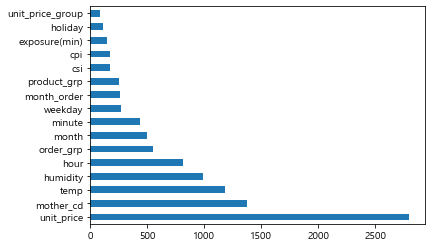 unit_price_group
holiday
exposure(min)
cpi
csi
product_grp
month_order
weekday
minute
month
order_grp
hour
humidity
temp
mother_cd
unit_price
0 500 1000 1500 2000 2500